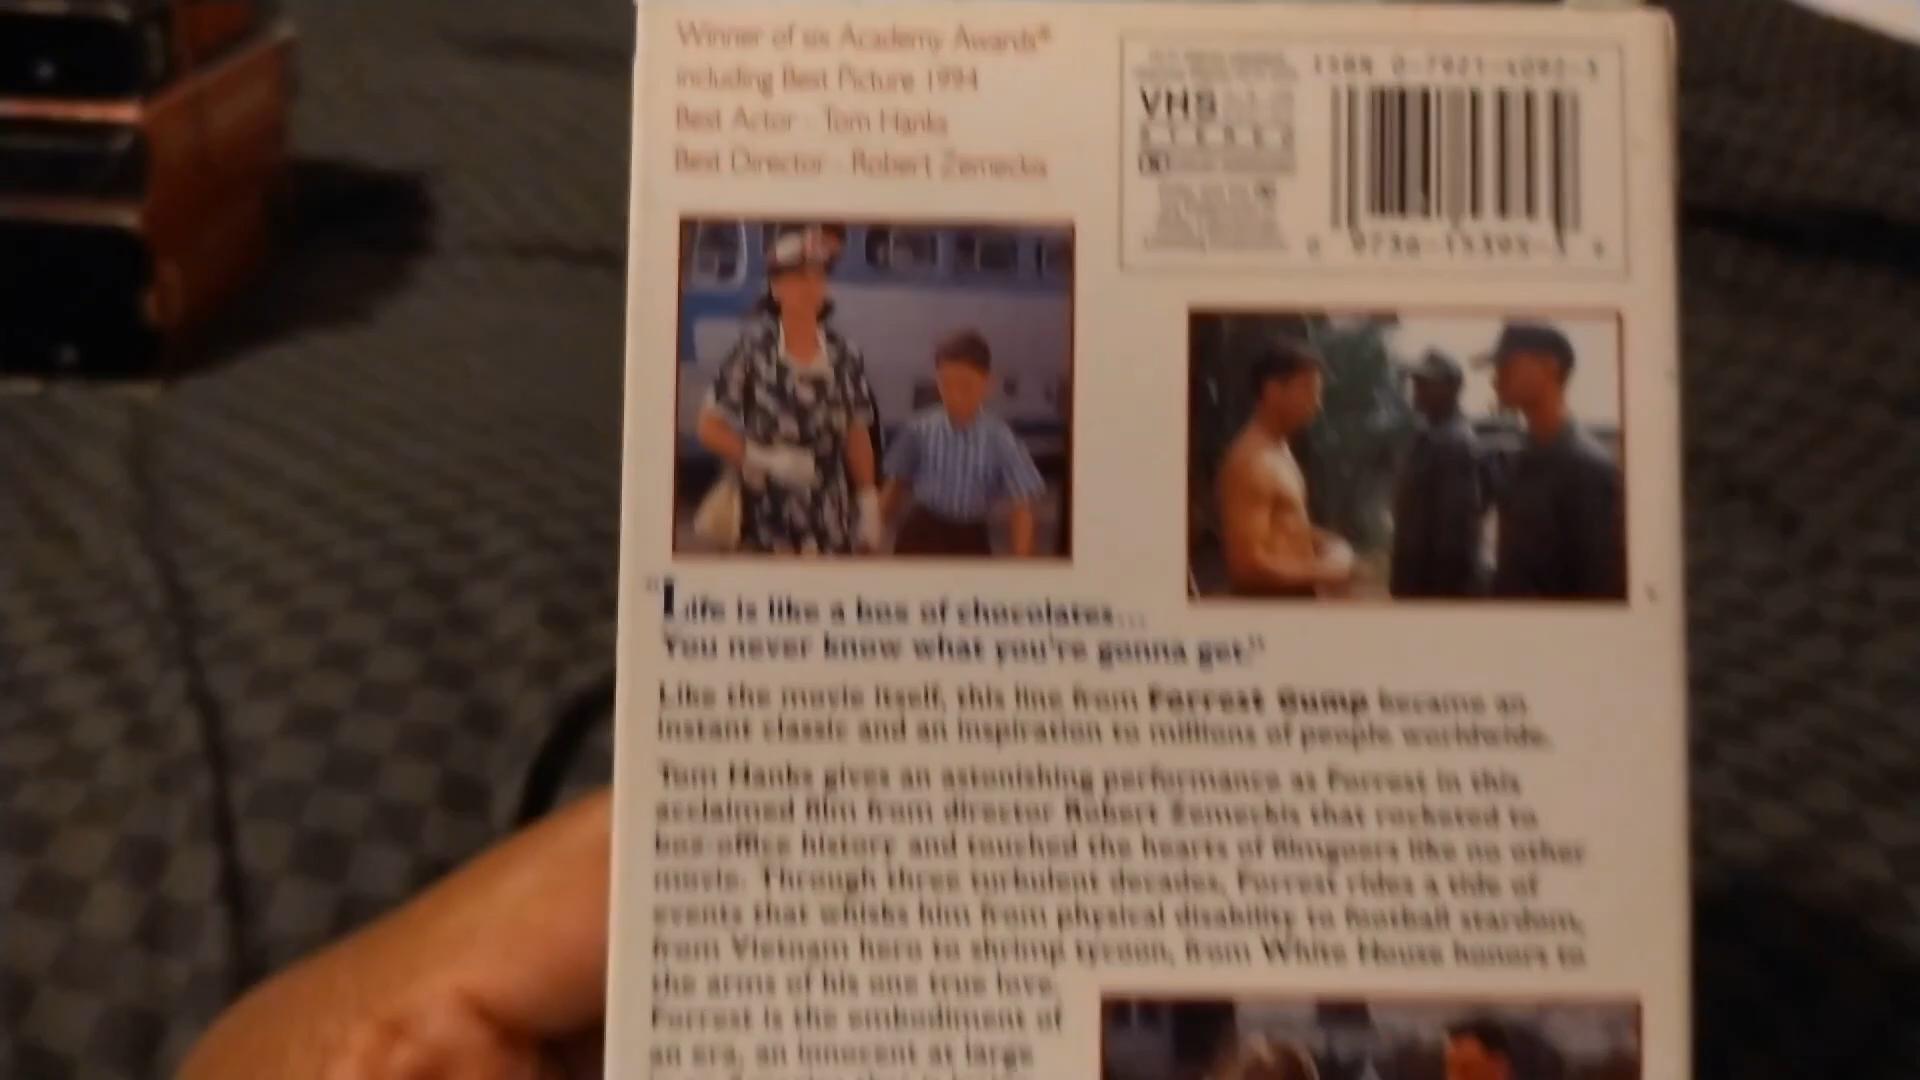 Winner of six Academy Awards®
including Best Picture 1994
Best Actor - Tom Hanks
Best Director - Robert Zemeckis
VHS
STEREO
ISBN 0-7921-
"Life is like a box of chocolates...
You never know what you're gonna get."
Like the movie itself, this line from Forrest Gump became an
instant classic and an inspiration to millions of people worldwide.
Tom Hanks gives an astonishing performance as Forrest in this
acclaimed film from director Robert Zemeckis that rocketed to
box-office history and touched the hearts of filmgoers like no other
movie. Through three turbulent decades, Forrest rides a tide of
events that whisks him from physical disability to football stardom,
from Vietnam hero to shrimp tycoon, from White House honors to
the arms of his one true love.
Forrest is the embodiment of
an era, an innocent at large